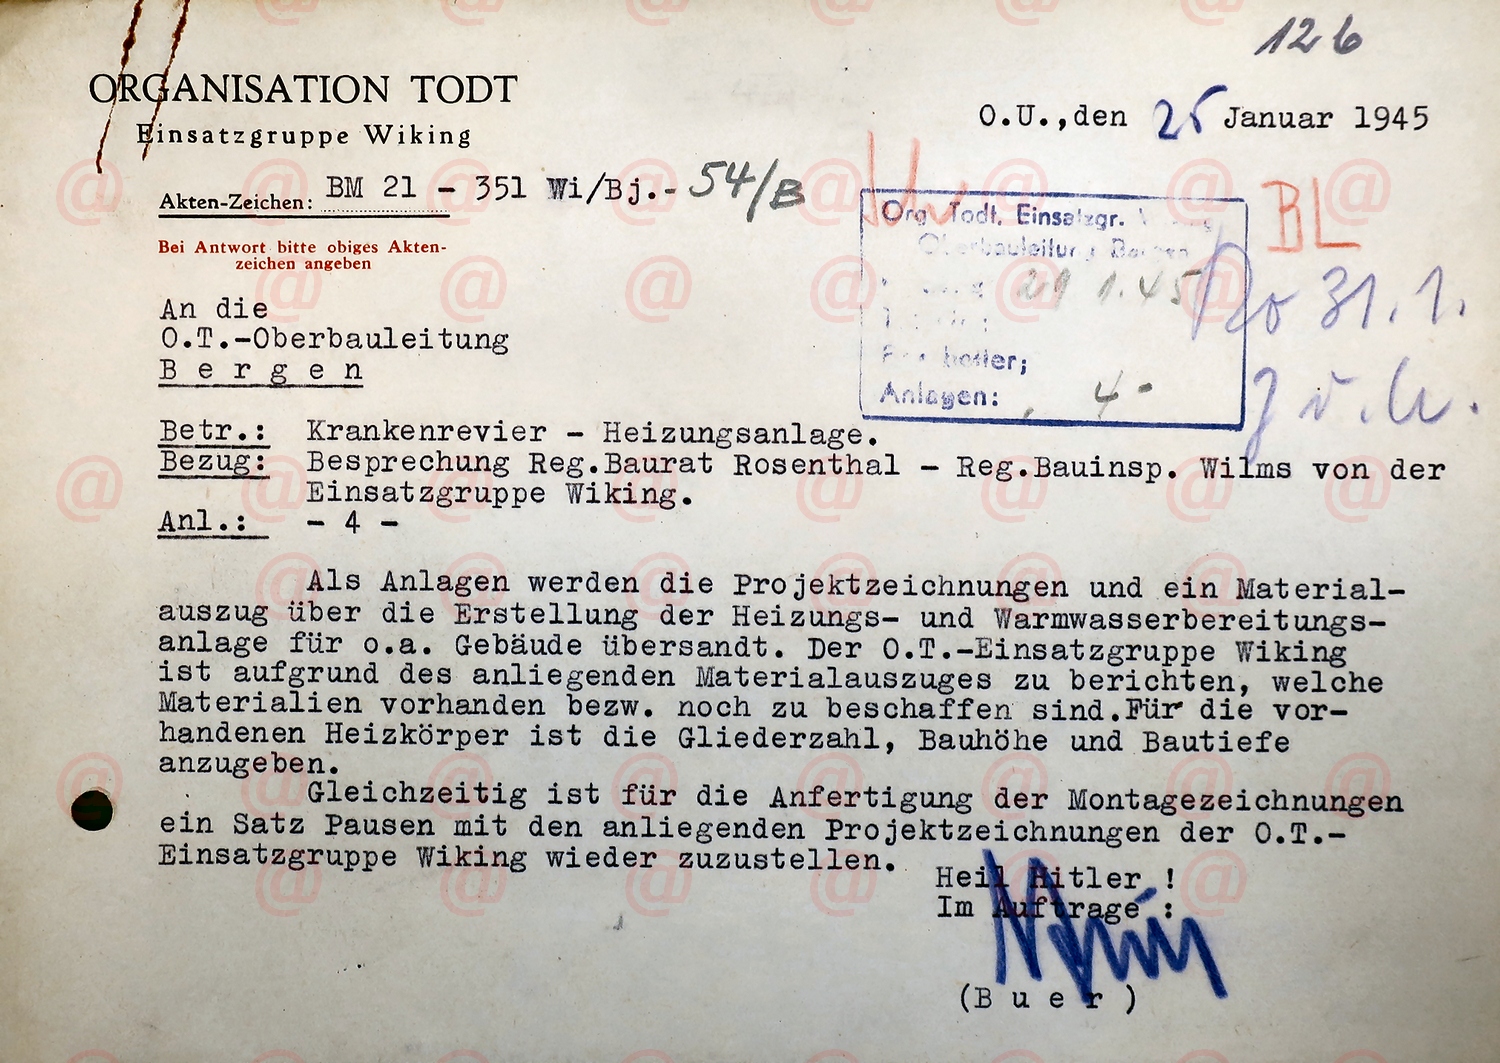 126
ORGANISATION TODT
Einsatzgruppe Wiking
O.U.,den 25 Januar 1945
Akten-Zeichen: BM 21 - 351 Wi/Bj.- 54/B
Bei Antwort bitte obiges Akten-
zeichen angeben
Org. Todt, Einsatzgr.
Oberbauleitung
29 1.45
Anlagen: 4 -
BL
31.1.
An die
O.T.-Oberbauleitung
Bergen
Betr.: Krankenrevier - Heizungsanlage.
Bezug: Besprechung Reg.Baurat Rosenthal - Reg.Bauinsp. Wilms von der
Einsatzgruppe Wiking.
Anl.: - 4 -
Als Anlagen werden die Projektzeichnungen und ein Material-
auszug über die Erstellung der Heizungs- und Warmwasserbereitungs-
anlage für o.a. Gebäude übersandt. Der O.T.-Einsatzgruppe Wiking
ist aufgrund des anliegenden Materialauszuges zu berichten, welche
Materialien vorhanden bezw. noch zu beschaffen sind.Für die vor-
handenen Heizkörper ist die Gliederzahl, Bauhöhe und Bautiefe
anzugeben.
Gleichzeitig ist für die Anfertigung der Montagezeichnungen
ein Satz Pausen mit den anliegenden Projektzeichnungen der O.T.-
Einsatzgruppe Wiking wieder zuzustellen.
Heil Hitler !
Im Auftrage :
(Buer)